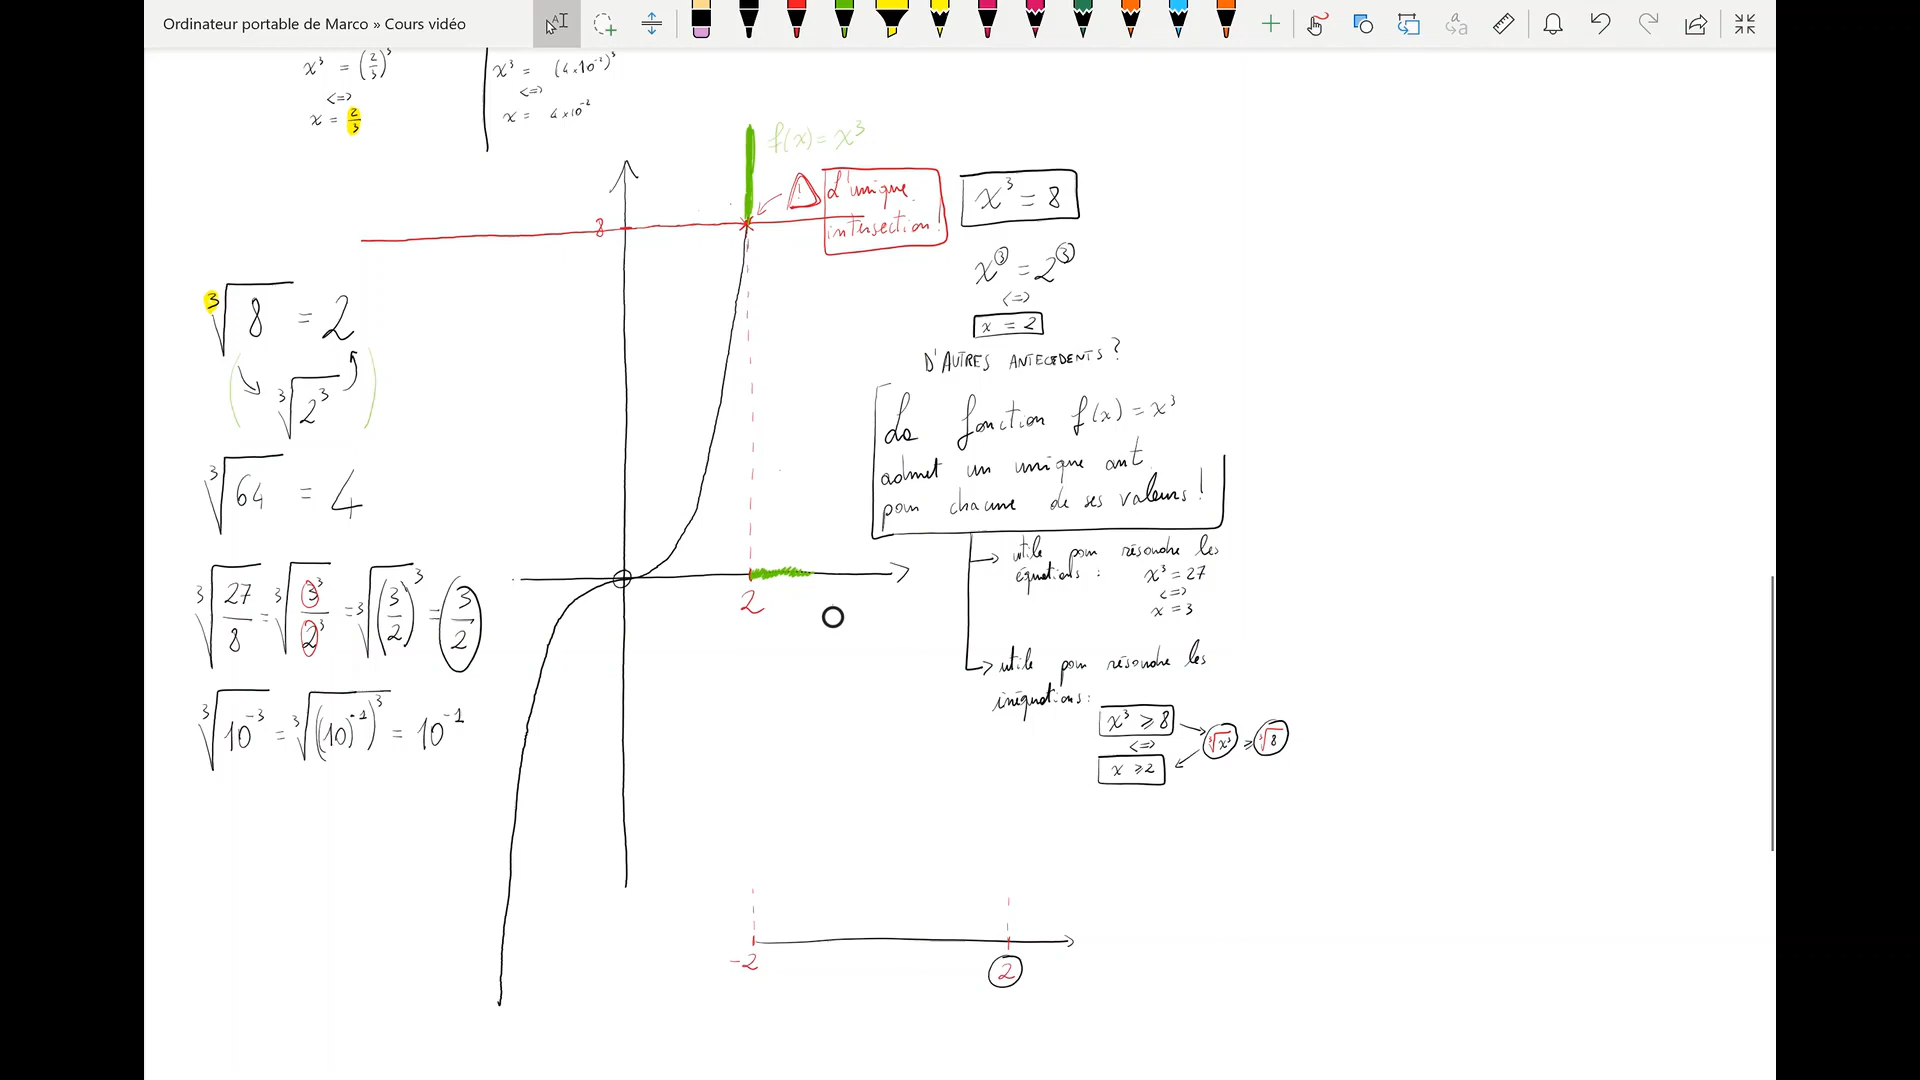 Ordinateur portable de Marco » Cours vidéo
x³ = (2/3)³
<=>
x = 2/3
x³ = (4×10⁻²)³
<=>
x = 4×10⁻²
f(x) = x³
! L'unique
intersection!
8
2
x³ = 8
x³ = 2³
<=>
x = 2
D'AUTRES ANTECEDENTS?
La fonction f(x) = x³
admet un unique ant
pour chacune de ses valeurs!
utile pour résoudre les
équations : x³ = 27
<=>
x = 3
utile pour résoudre les
inéquations:
x³ ⩾ 8
<=>
x ⩾ 2
³√x³ ⩾ ³√8
³√8 = 2
³√2³
³√64 = 4
³√(27/8) = ³√(3³/2³) = ³√(3/2)³ = 3/2
³√10⁻³ = ³√((10)⁻¹)³ = 10⁻¹
-2
2